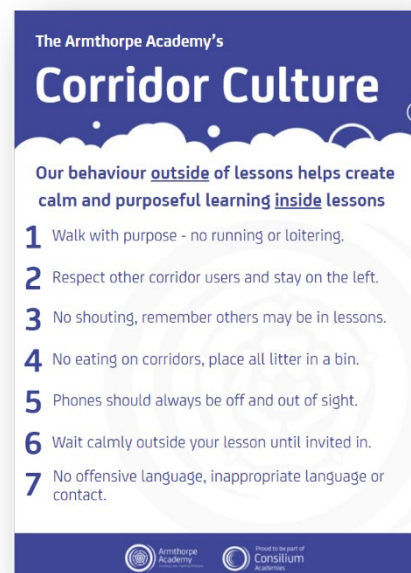 The Armthorpe Academy's
Corridor Culture
Our behaviour outside of lessons helps create
calm and purposeful learning inside lessons
1 Walk with purpose - no running or loitering.
2 Respect other corridor users and stay on the left.
3 No shouting, remember others may be in lessons.
4 No eating on corridors, place all litter in a bin.
5 Phones should always be off and out of sight.
6 Wait calmly outside your lesson until invited in.
7 No offensive language, inappropriate language or
contact.
Armthorpe
Academy
Proud to be part of
Consilium
Academies